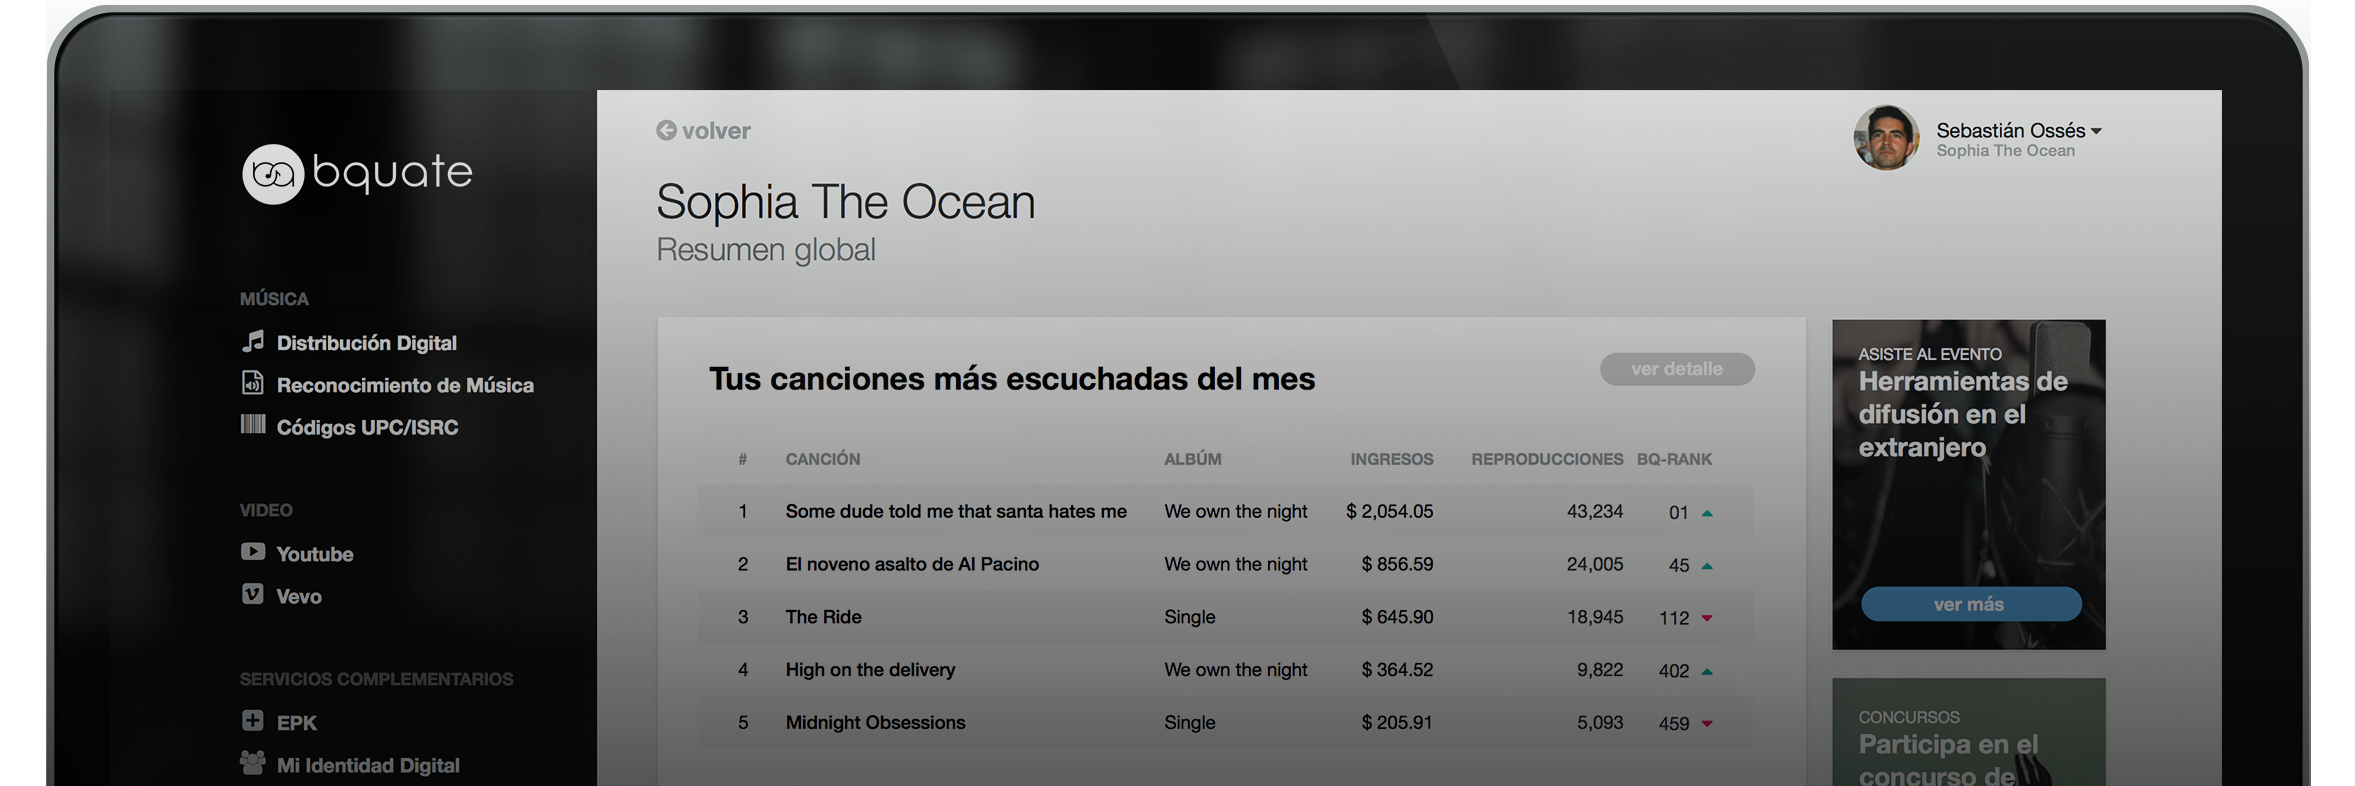 bquate
MÚSICA
Distribución Digital
Reconocimiento de Música
Códigos UPC/ISRC
VIDEO
Youtube
Vevo
SERVICIOS COMPLEMENTARIOS
EPK
Mi Identidad Digital
volver
Sebastián Ossés
Sophia The Ocean
Sophia The Ocean
Resumen global
Tus canciones más escuchadas del mes
ver detalle
# CANCIÓN ALBÚM INGRESOS REPRODUCCIONES BQ-RANK
1 Some dude told me that santa hates me We own the night $ 2,054.05 43,234 01
2 El noveno asalto de Al Pacino We own the night $ 856.59 24,005 45
3 The Ride Single $ 645.90 18,945 112
4 High on the delivery We own the night $ 364.52 9,822 402
5 Midnight Obsessions Single $ 205.91 5,093 459
ASISTE AL EVENTO
Herramientas de
difusión en el
extranjero
ver más
CONCURSOS
Participa en el
concurso de